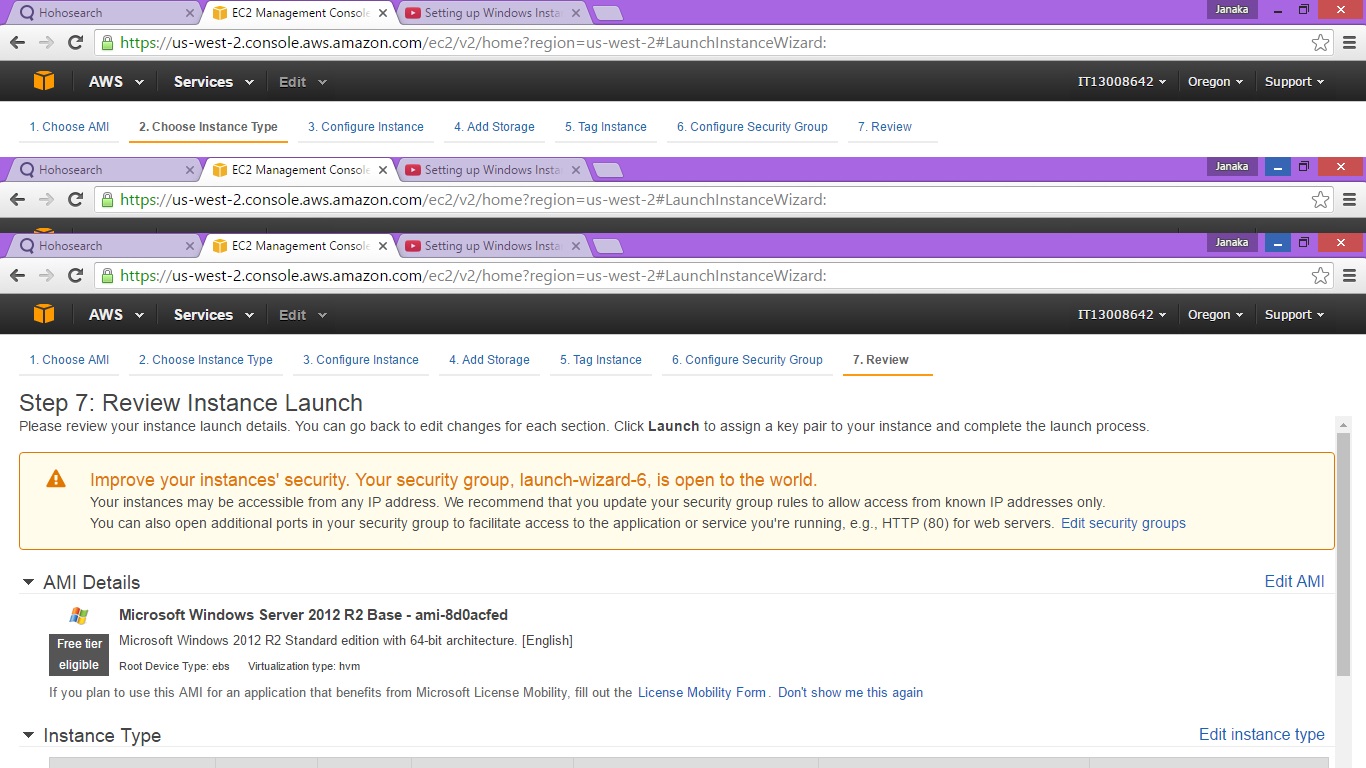 Hohosearch EC2 Management Console Setting up Windows Insta Janaka
https://us-west-2.console.aws.amazon.com/ec2/v2/home?region=us-west-2#LaunchInstanceWizard:
AWS Services Edit IT13008642 Oregon Support
1. Choose AMI 2. Choose Instance Type 3. Configure Instance 4. Add Storage 5. Tag Instance 6. Configure Security Group 7. Review
Hohosearch EC2 Management Console Setting up Windows Insta Janaka
https://us-west-2.console.aws.amazon.com/ec2/v2/home?region=us-west-2#LaunchInstanceWizard:
Hohosearch EC2 Management Console Setting up Windows Insta Janaka
https://us-west-2.console.aws.amazon.com/ec2/v2/home?region=us-west-2#LaunchInstanceWizard:
AWS Services Edit IT13008642 Oregon Support
1. Choose AMI 2. Choose Instance Type 3. Configure Instance 4. Add Storage 5. Tag Instance 6. Configure Security Group 7. Review
Step 7: Review Instance Launch
Please review your instance launch details. You can go back to edit changes for each section. Click Launch to assign a key pair to your instance and complete the launch process.
Improve your instances' security. Your security group, launch-wizard-6, is open to the world.
Your instances may be accessible from any IP address. We recommend that you update your security group rules to allow access from known IP addresses only.
You can also open additional ports in your security group to facilitate access to the application or service you're running, e.g., HTTP (80) for web servers. Edit security groups
AMI Details Edit AMI
Microsoft Windows Server 2012 R2 Base - ami-8d0acfed
Free tier eligible
Microsoft Windows 2012 R2 Standard edition with 64-bit architecture. [English]
Root Device Type: ebs Virtualization type: hvm
If you plan to use this AMI for an application that benefits from Microsoft License Mobility, fill out the License Mobility Form. Don't show me this again
Instance Type Edit instance type